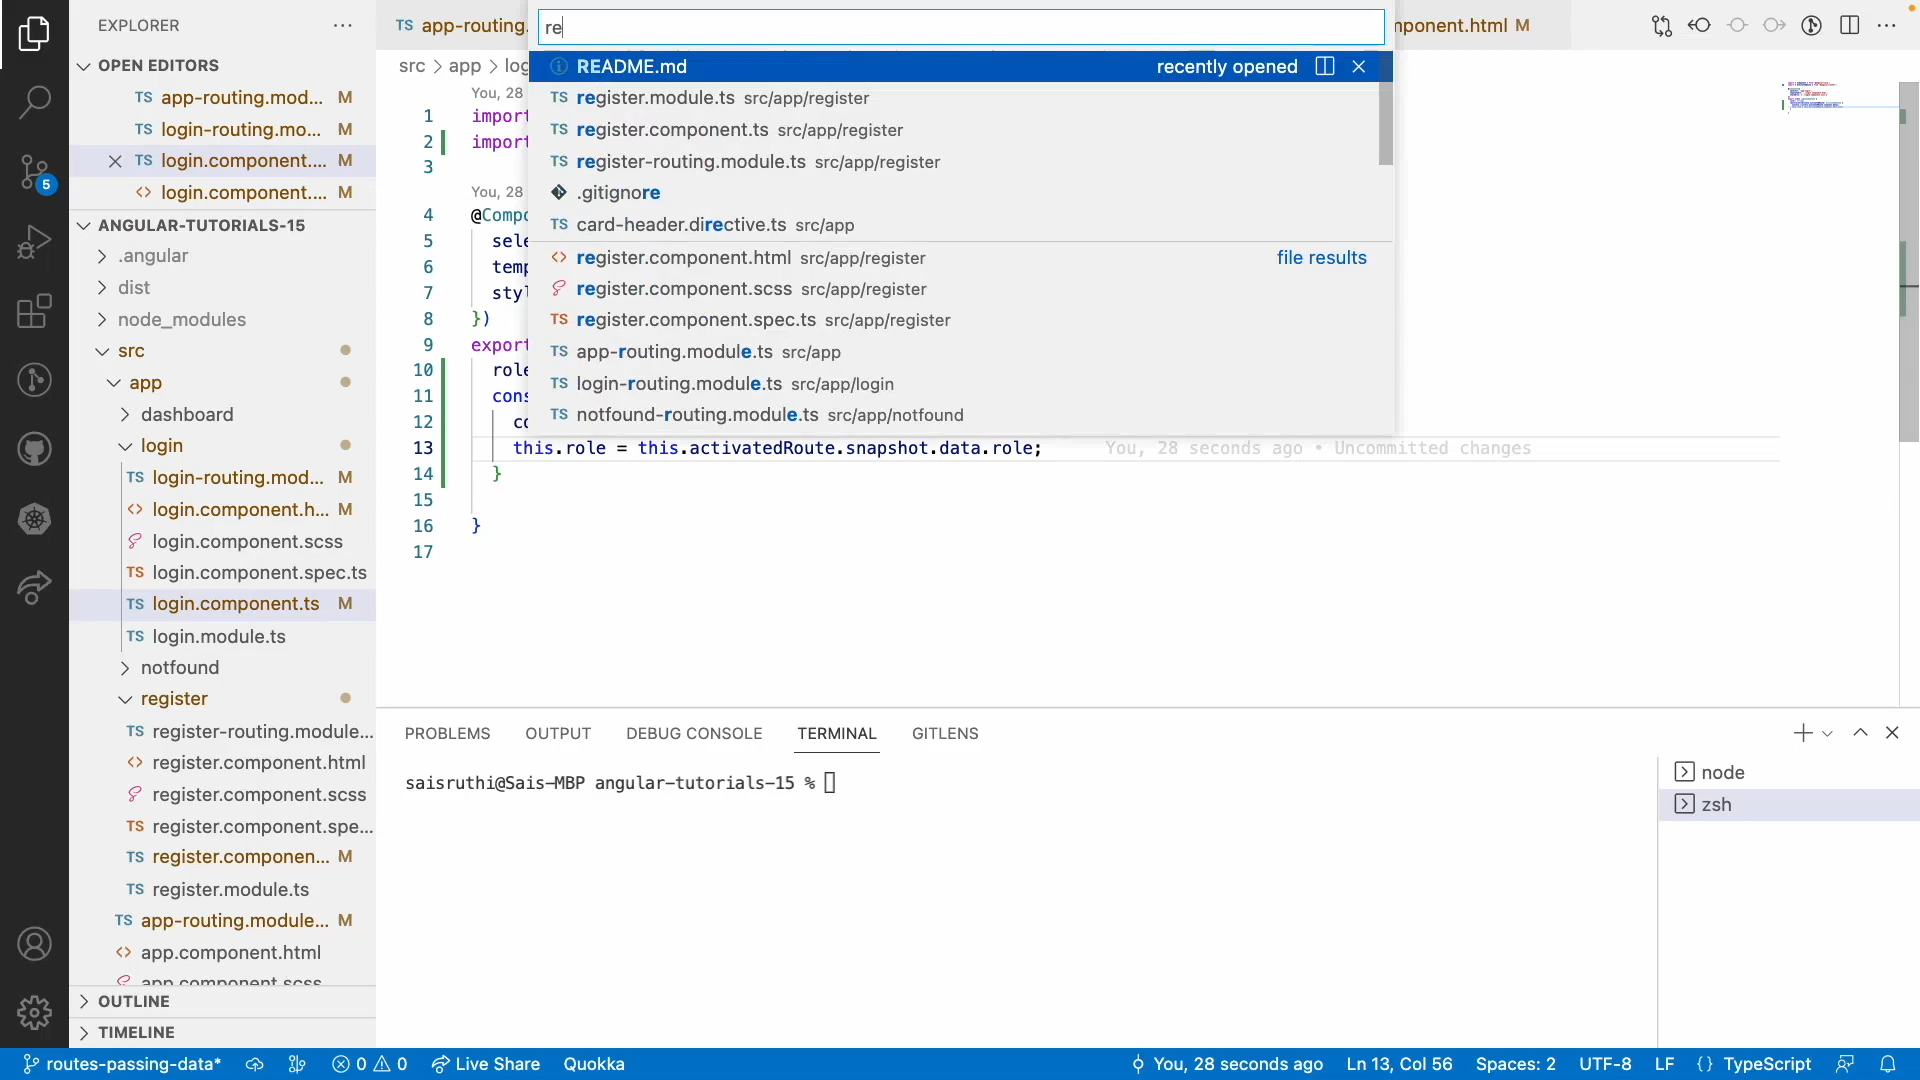 EXPLORER
OPEN EDITORS
TS app-routing.mod... M
TS login-routing.mo... M
TS login.component.... M
<> login.component.... M
ANGULAR-TUTORIALS-15
.angular
dist
node_modules
src
app
dashboard
login
TS login-routing.mod... M
<> login.component.h... M
login.component.scss
TS login.component.spec.ts
TS login.component.ts M
TS login.module.ts
notfound
register
TS register-routing.module...
<> register.component.html
register.component.scss
TS register.component.spe...
TS register.componen... M
TS register.module.ts
TS app-routing.module... M
<> app.component.html
app.component.scss
OUTLINE
TIMELINE
5
TS app-routing.
mponent.html M
re
src > app > log
README.md recently opened
TS register.module.ts src/app/register
TS register.component.ts src/app/register
TS register-routing.module.ts src/app/register
.gitignore
TS card-header.directive.ts src/app
<> register.component.html src/app/register file results
register.component.scss src/app/register
TS register.component.spec.ts src/app/register
TS app-routing.module.ts src/app
TS login-routing.module.ts src/app/login
TS notfound-routing.module.ts src/app/notfound
You, 28
1 import
2 import
3
You, 28
4 @Compo
5 sele
6 temp
7 styl
8 })
9 export
10 role
11 cons
12 co
13 this.role = this.activatedRoute.snapshot.data.role; You, 28 seconds ago • Uncommitted changes
14 }
15
16 }
17
PROBLEMS OUTPUT DEBUG CONSOLE TERMINAL GITLENS
saisruthi@Sais-MBP angular-tutorials-15 %
node
zsh
routes-passing-data* 0 0 Live Share Quokka You, 28 seconds ago Ln 13, Col 56 Spaces: 2 UTF-8 LF {} TypeScript